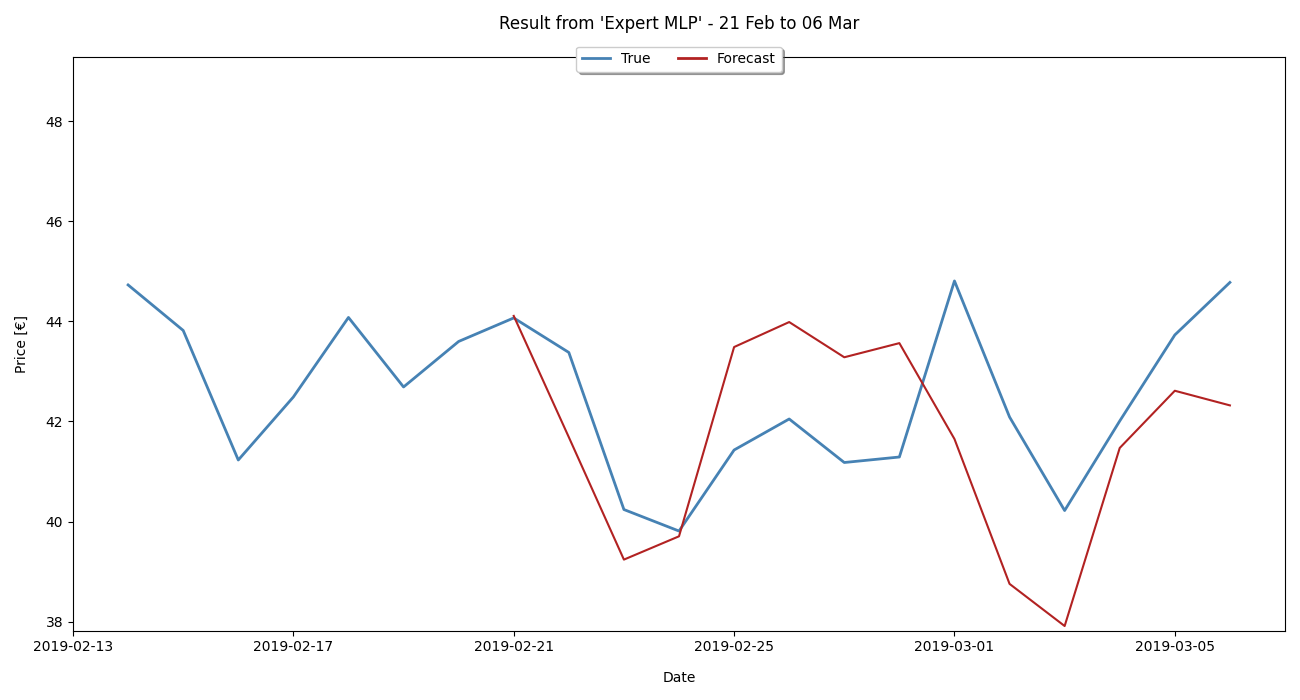 Result from 'Expert MLP' - 21 Feb to 06 Mar
True Forecast
48
46
44
42
40
38
Price [€]
2019-02-13 2019-02-17 2019-02-21 2019-02-25 2019-03-01 2019-03-05
Date